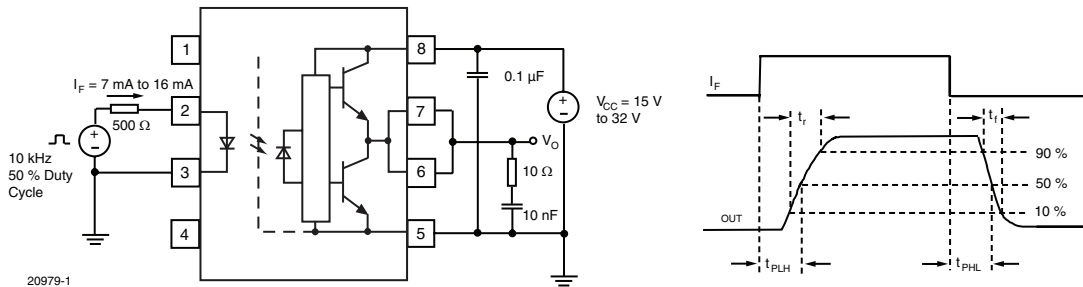 1
I_F = 7 mA to 16 mA
2
500 Ω
+
−
10 kHz
50 % Duty
Cycle
3
4
20979-1
8
0.1 µF
7
V_O
6
10 Ω
10 nF
5
+
−
V_CC = 15 V
to 32 V
I_F
t_r
t_f
90 %
50 %
10 %
OUT
t_PLH
t_PHL